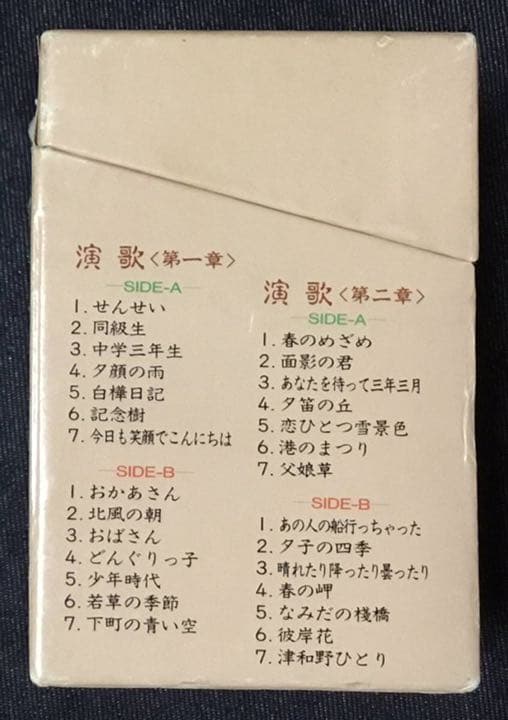 演歌〈第一章〉
SIDE-A
1. せんせい
2. 同級生
3. 中学三年生
4. 夕顔の雨
5. 白樺日記
6. 記念樹
7. 今日も笑顔でこんにちは
SIDE-B
1. おかあさん
2. 北風の朝
3. おばさん
4. どんぐりっ子
5. 少年時代
6. 若草の季節
7. 下町の青い空
演歌〈第二章〉
SIDE-A
1. 春のめざめ
2. 面影の君
3. あなたを待って三年三月
4. 夕笛の丘
5. 恋ひとつ雪景色
6. 港のまつり
7. 父娘草
SIDE-B
1. あの人の船行っちゃった
2. 夕子の四季
3. 晴れたり降ったり曇ったり
4. 春の岬
5. なみだの棧橋
6. 彼岸花
7. 津和野ひとり